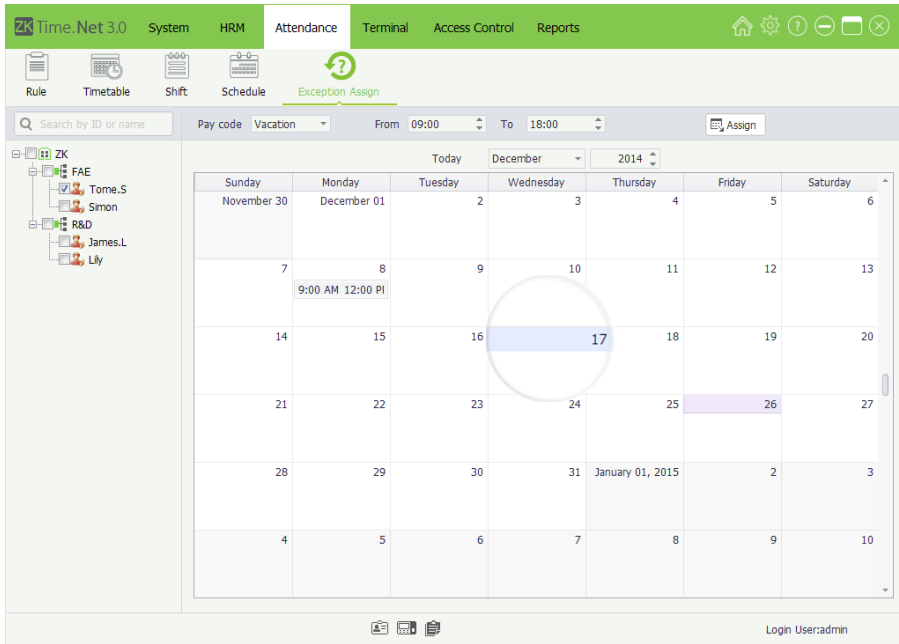 ZK Time.Net 3.0 System HRM Attendance Terminal Access Control Reports
Rule Timetable Shift Schedule Exception Assign
Search by ID or name Pay code Vacation From 09:00 To 18:00 Assign
ZK
FAE
Tome.S
Simon
R&D
James.L
Lily
Today December 2014
Sunday Monday Tuesday Wednesday Thursday Friday Saturday
November 30 December 01 2 3 4 5 6
7 8 9 10 11 12 13
9:00 AM 12:00 PI
14 15 16 17 18 19 20
21 22 23 24 25 26 27
28 29 30 31 January 01, 2015 2 3
4 5 6 7 8 9 10
Login User:admin